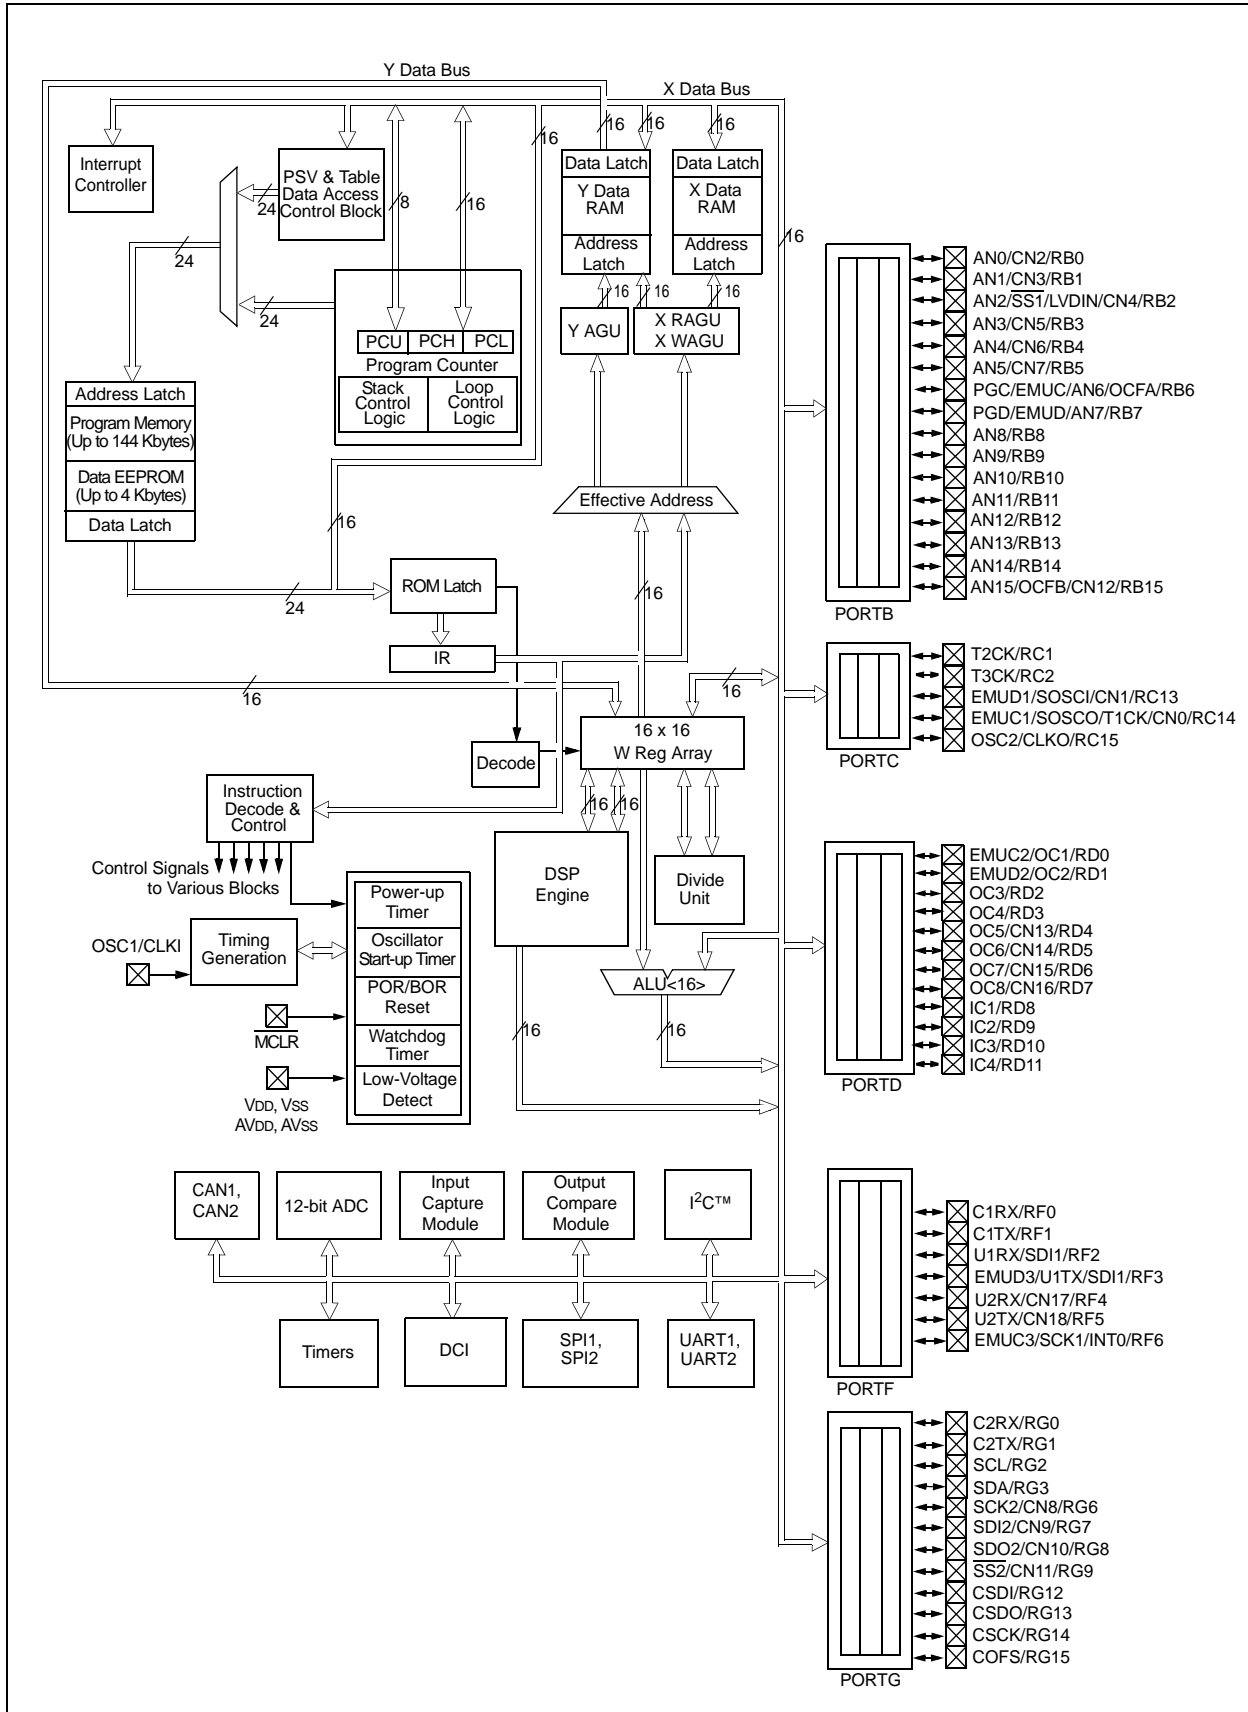 Y Data Bus
X Data Bus
16
16
16
16
Interrupt
Controller
PSV & Table
Data Access
Control Block
24
8
16
24
24
Data Latch
Y Data
RAM
Address
Latch
Data Latch
X Data
RAM
Address
Latch
16
16
16
16
Y AGU
X RAGU
X WAGU
PCU
PCH
PCL
Program Counter
Stack
Control
Logic
Loop
Control
Logic
Address Latch
Program Memory
(Up to 144 Kbytes)
Data EEPROM
(Up to 4 Kbytes)
Data Latch
Effective Address
16
24
ROM Latch
16
IR
16
16
16 x 16
W Reg Array
Decode
Instruction
Decode &
Control
16
16
Control Signals
to Various Blocks
DSP
Engine
Divide
Unit
Power-up
Timer
Oscillator
Start-up Timer
POR/BOR
Reset
Watchdog
Timer
Low-Voltage
Detect
OSC1/CLKI
Timing
Generation
MCLR
VDD, VSS
AVDD, AVSS
ALU<16>
16
16
CAN1,
CAN2
12-bit ADC
Input
Capture
Module
Output
Compare
Module
I2C™
Timers
DCI
SPI1,
SPI2
UART1,
UART2
AN0/CN2/RB0
AN1/CN3/RB1
AN2/SS1/LVDIN/CN4/RB2
AN3/CN5/RB3
AN4/CN6/RB4
AN5/CN7/RB5
PGC/EMUC/AN6/OCFA/RB6
PGD/EMUD/AN7/RB7
AN8/RB8
AN9/RB9
AN10/RB10
AN11/RB11
AN12/RB12
AN13/RB13
AN14/RB14
AN15/OCFB/CN12/RB15
PORTB
T2CK/RC1
T3CK/RC2
EMUD1/SOSCI/CN1/RC13
EMUC1/SOSCO/T1CK/CN0/RC14
OSC2/CLKO/RC15
PORTC
EMUC2/OC1/RD0
EMUD2/OC2/RD1
OC3/RD2
OC4/RD3
OC5/CN13/RD4
OC6/CN14/RD5
OC7/CN15/RD6
OC8/CN16/RD7
IC1/RD8
IC2/RD9
IC3/RD10
IC4/RD11
PORTD
C1RX/RF0
C1TX/RF1
U1RX/SDI1/RF2
EMUD3/U1TX/SDI1/RF3
U2RX/CN17/RF4
U2TX/CN18/RF5
EMUC3/SCK1/INT0/RF6
PORTF
C2RX/RG0
C2TX/RG1
SCL/RG2
SDA/RG3
SCK2/CN8/RG6
SDI2/CN9/RG7
SDO2/CN10/RG8
SS2/CN11/RG9
CSDI/RG12
CSDO/RG13
CSCK/RG14
COFS/RG15
PORTG